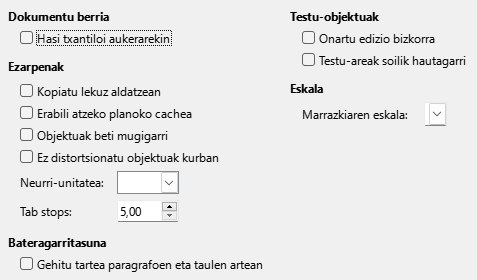 Dokumentu berria
Hasi txantiloi aukerarekin
Ezarpenak
Kopiatu lekuz aldatzean
Erabili atzeko planoko cachea
Objektuak beti mugigarri
Ez distortsionatu objektuak kurban
Neurri-unitatea:
Tab stops: 5,00
Bateragarritasuna
Gehitu tartea paragrafoen eta taulen artean
Testu-objektuak
Onartu edizio bizkorra
Testu-areak soilik hautagarri
Eskala
Marrazkiaren eskala: